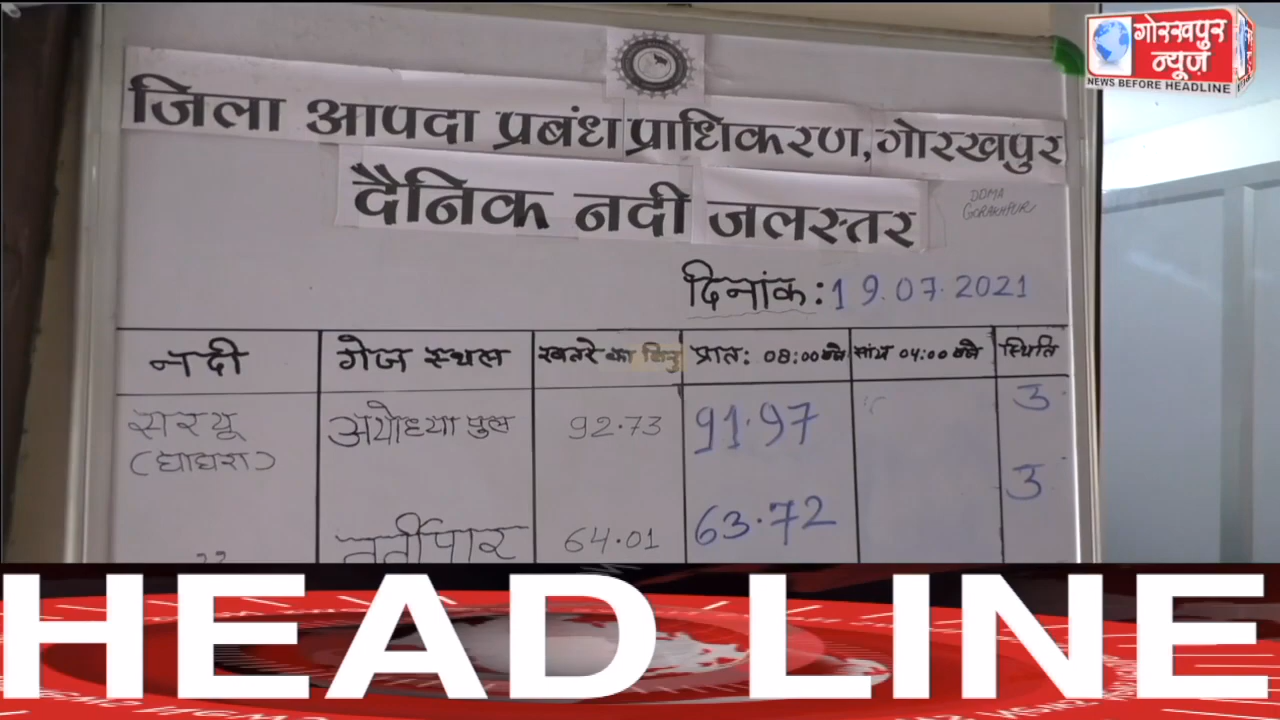 गोरखपुर
न्यूज़
NEWS BEFORE HEADLINE
जिला आपदा प्रबंध प्राधिकरण, गोरखपुर
दैनिक नदी जलस्तर
DDMA
GORAKHPUR
दिनांक: 19.07.2021
नदी गेज स्थल खतरे का बिन्दु प्रात: 08:00 बजे सांय 04:00 बजे स्थिति
सरयू अयोध्या पुल 92.73 91.97 3
(घाघरा)
तुर्तीपार 64.01 63.72 3
HEAD LINE